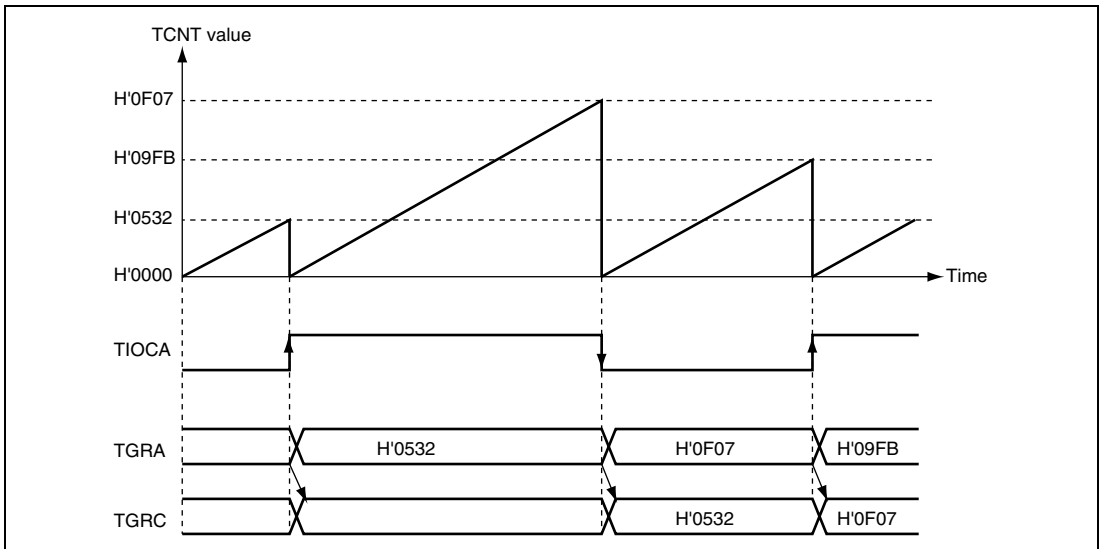 TCNT value
H'0F07
H'09FB
H'0532
H'0000
Time
TIOCA
TGRA
H'0532
H'0F07
H'09FB
TGRC
H'0532
H'0F07